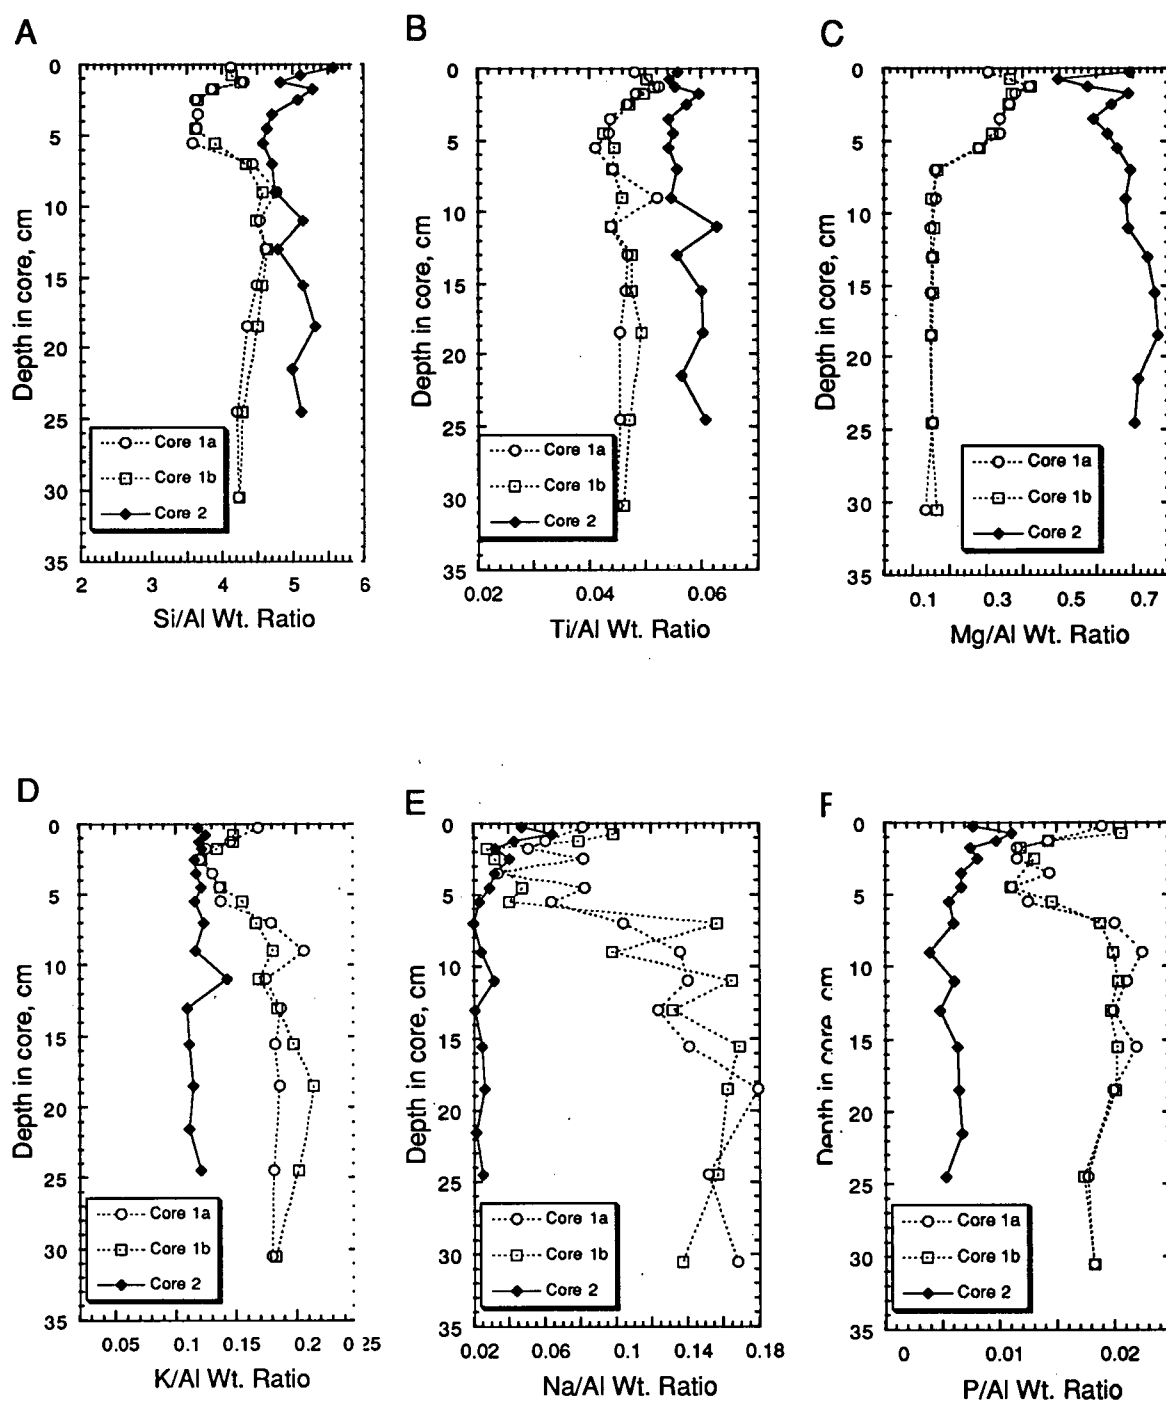 A
0
5
10
15
20
25
30
35
Depth in core, cm
Core 1a
Core 1b
Core 2
2 3 4 5 6
Si/Al Wt. Ratio
B
0
5
10
15
20
25
30
35
Depth in core, cm
Core 1a
Core 1b
Core 2
0.02 0.04 0.06
Ti/Al Wt. Ratio
C
0
5
10
15
20
25
30
35
Depth in core, cm
Core 1a
Core 1b
Core 2
0.1 0.3 0.5 0.7
Mg/Al Wt. Ratio
D
0
5
10
15
20
25
30
35
Depth in core, cm
Core 1a
Core 1b
Core 2
0.05 0.1 0.15 0.2 0 25
K/Al Wt. Ratio
E
0
5
10
15
20
25
30
35
Depth in core, cm
Core 1a
Core 1b
Core 2
0.02 0.06 0.1 0.14 0.18
Na/Al Wt. Ratio
F
0
5
10
15
20
25
30
35
Depth in core, cm
Core 1a
Core 1b
Core 2
0 0.01 0.02
P/Al Wt. Ratio